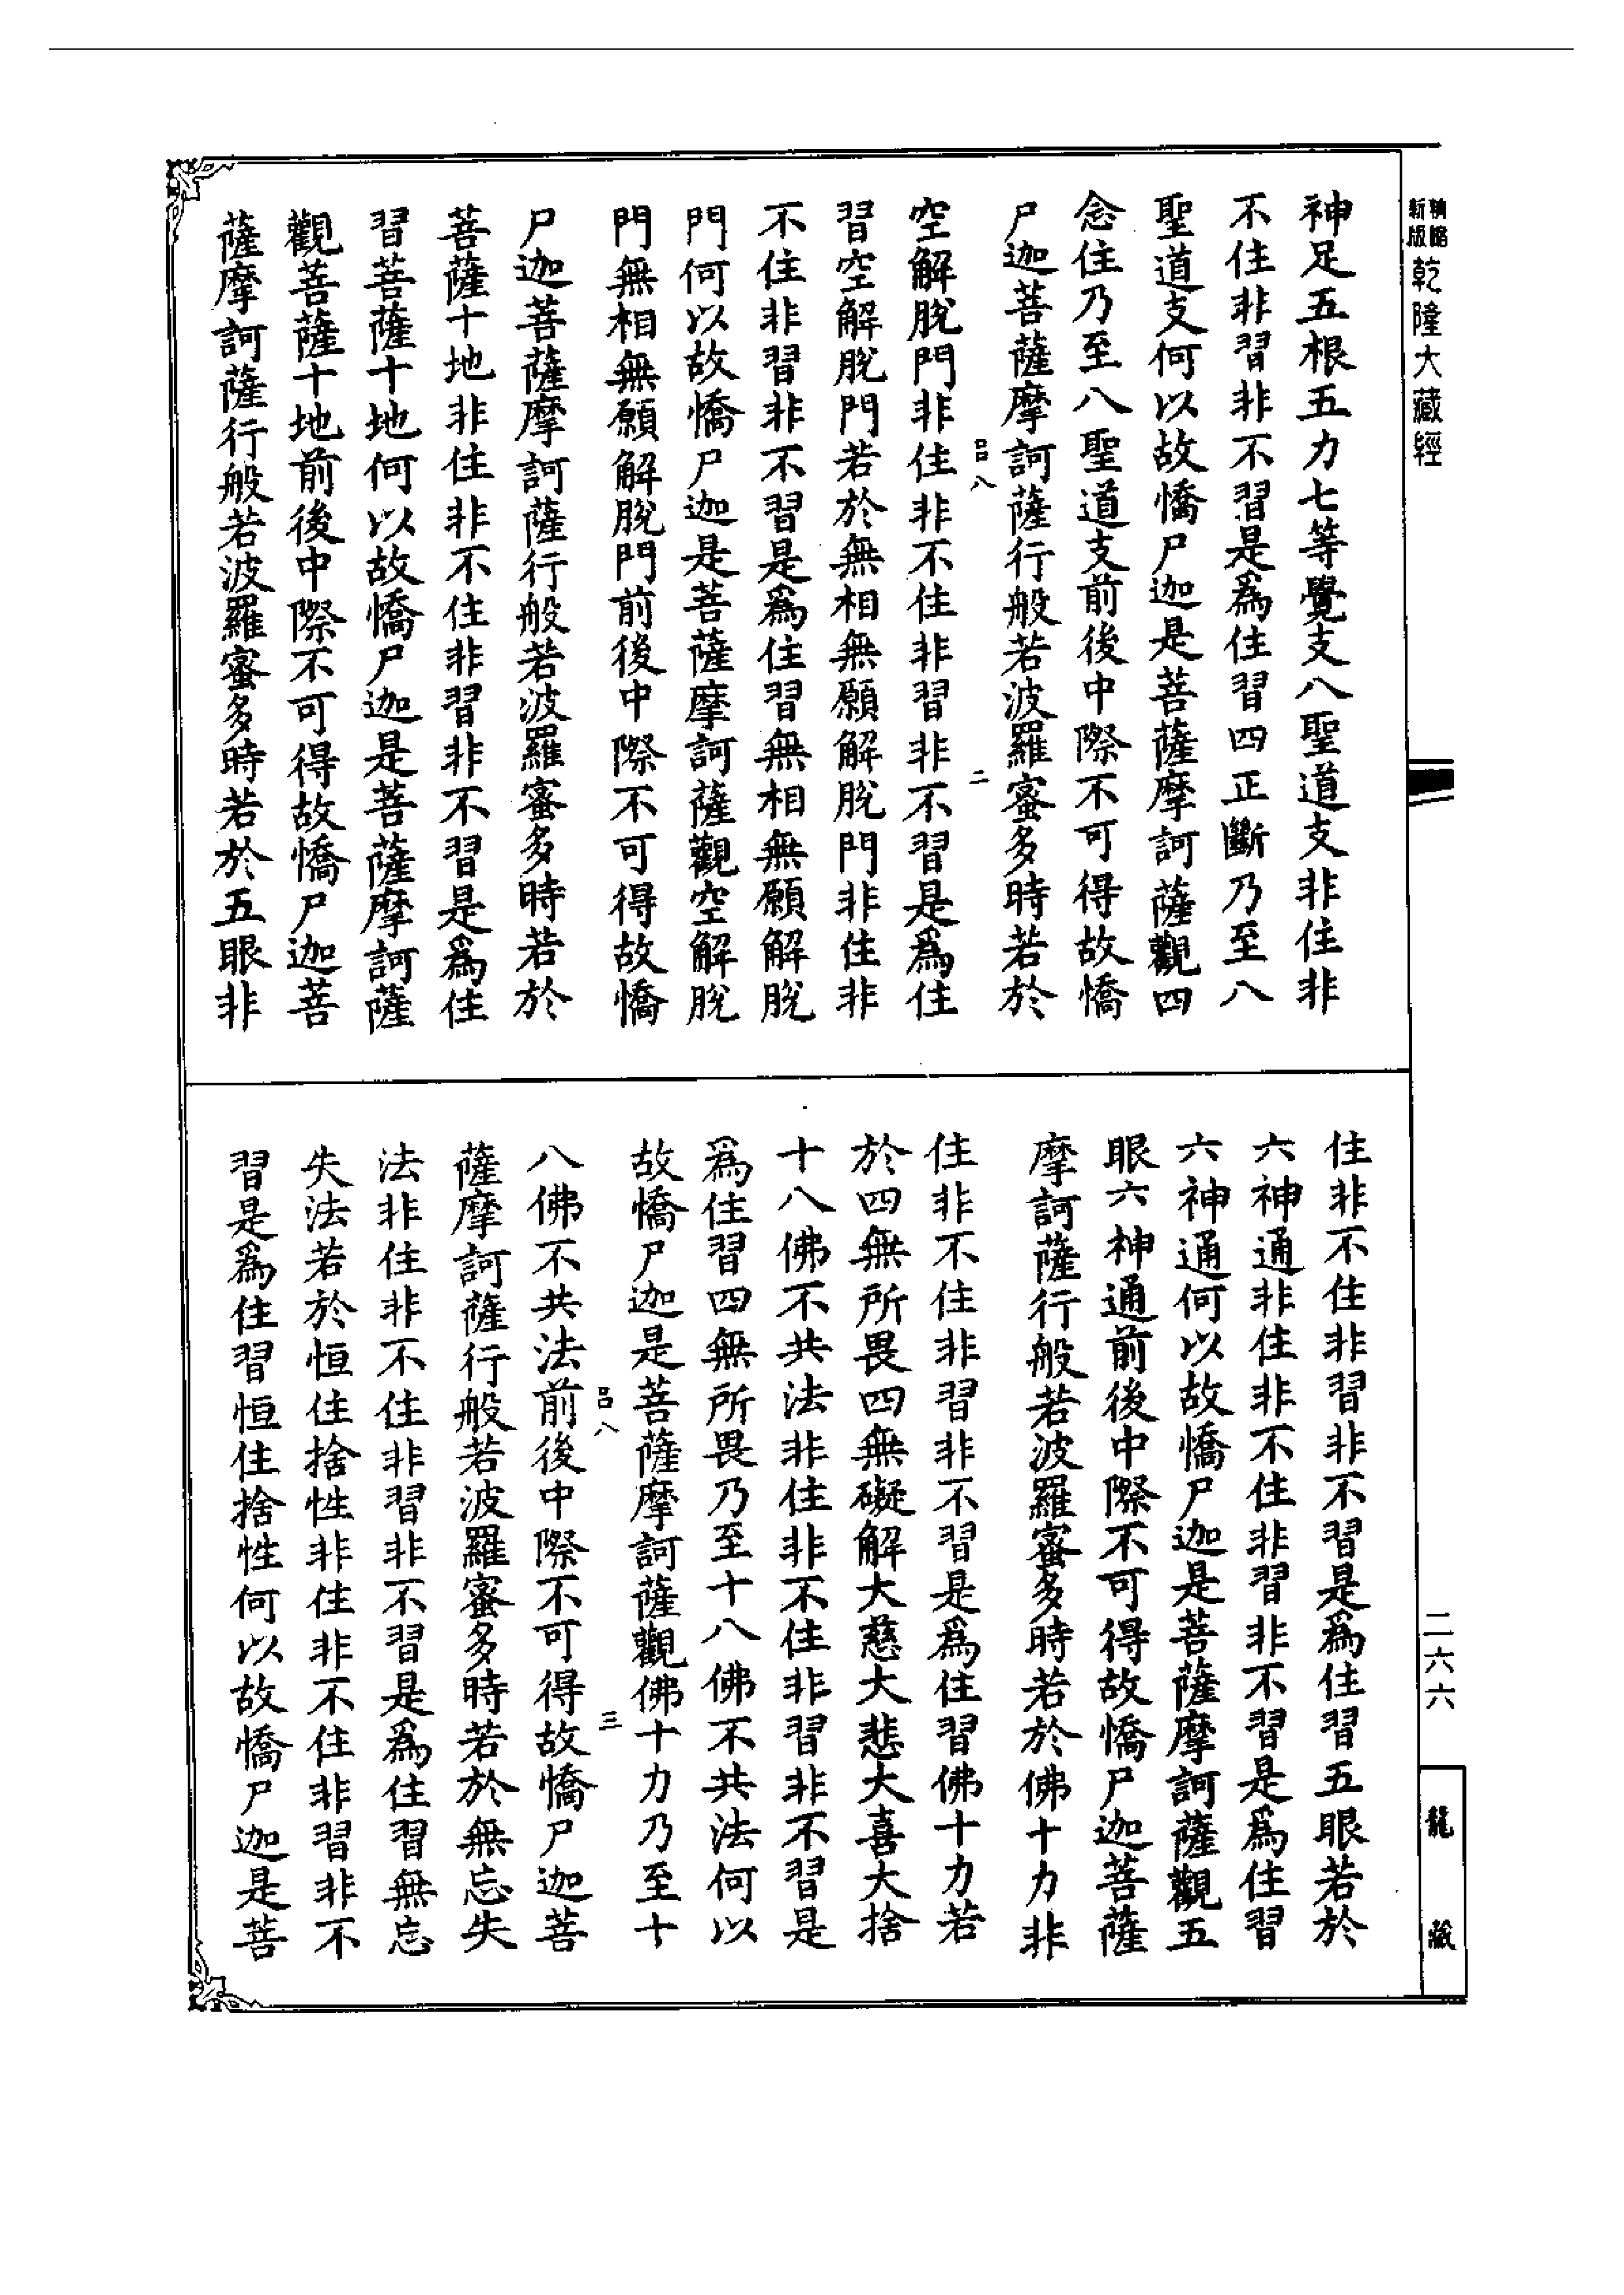 新版
精略
乾隆大藏經
神足五根五力七等覺支八聖道支非住非
不住非習非不習是爲住習四正斷乃至八
聖道支何以故憍尸迦是菩薩摩訶薩觀四
念住乃至八聖道支前後中際不可得故憍
尸迦菩薩摩訶薩行般若波羅蜜多時若於
呂八 二
空解脫門非住非不住非習非不習是爲住
習空解脫門若於無相無願解脫門非住非
不住非習非不習是爲住習無相無願解脫
門何以故憍尸迦是菩薩摩訶薩觀空解脫
門無相無願解脫門前後中際不可得故憍
尸迦菩薩摩訶薩行般若波羅蜜多時若於
菩薩十地非住非不住非習非不習是爲住
習菩薩十地何以故憍尸迦是菩薩摩訶薩
觀菩薩十地前後中際不可得故憍尸迦菩
薩摩訶薩行般若波羅蜜多時若於五眼非
住非不住非習非不習是爲住習五眼若於
六神通非住非不住非習非不習是爲住習
六神通何以故憍尸迦是菩薩摩訶薩觀五
眼六神通前後中際不可得故憍尸迦菩薩
摩訶薩行般若波羅蜜多時若於佛十力非
住非不住非習非不習是爲住習佛十力若
於四無所畏四無礙解大慈大悲大喜大捨
十八佛不共法非住非不住非習非不習是
爲住習四無所畏乃至十八佛不共法何以
故憍尸迦是菩薩摩訶薩觀佛十力乃至十
呂八 三
八佛不共法前後中際不可得故憍尸迦菩
薩摩訶薩行般若波羅蜜多時若於無忘失
法非住非不住非習非不習是爲住習無忘
失法若於恒住捨性非住非不住非習非不
習是爲住習恒住捨性何以故憍尸迦是菩
二六六
龍藏